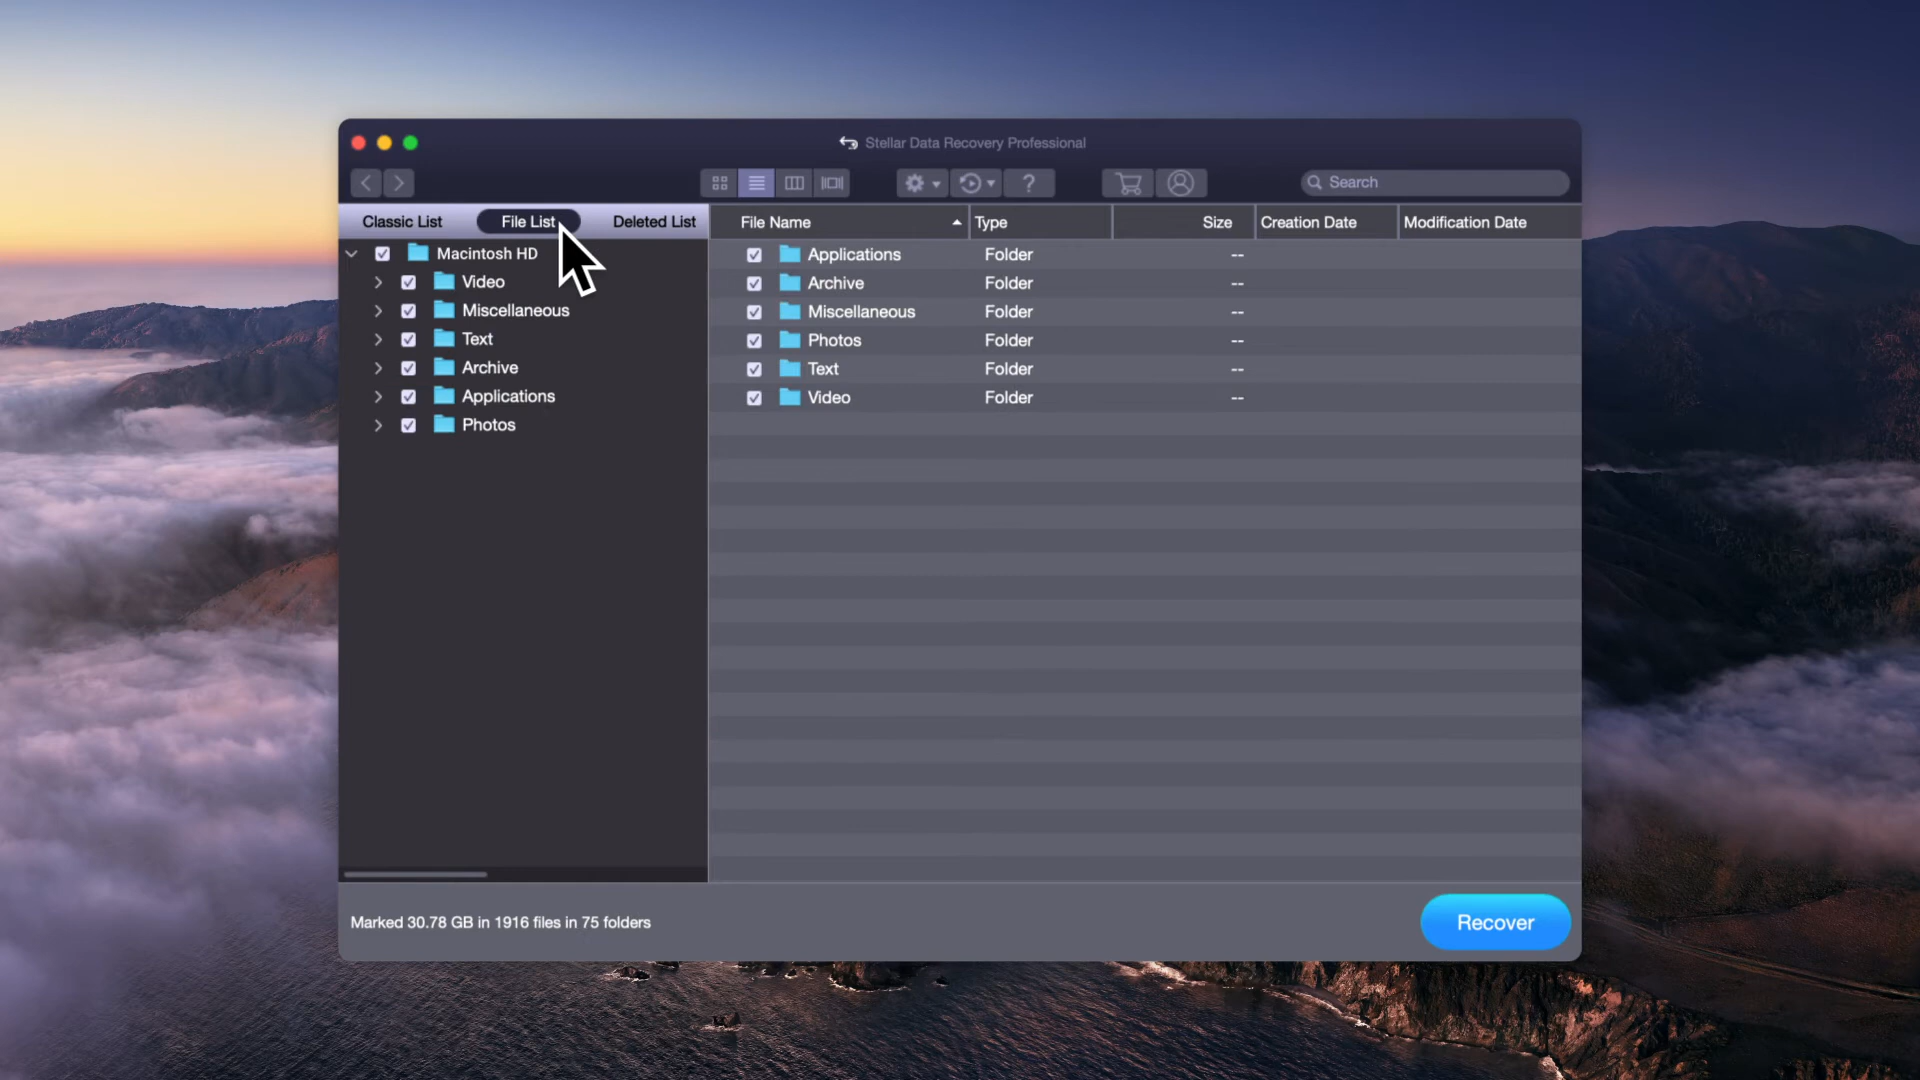 Stellar Data Recovery Professional
?
Search
Classic List File List Deleted List
File Name Type Size Creation Date Modification Date
Macintosh HD
Video
Miscellaneous
Text
Archive
Applications
Photos
Applications Folder --
Archive Folder --
Miscellaneous Folder --
Photos Folder --
Text Folder --
Video Folder --
Marked 30.78 GB in 1916 files in 75 folders
Recover